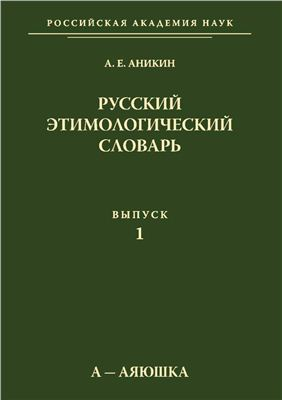 РОССИЙСКАЯ АКАДЕМИЯ НАУК
А. Е. АНИКИН
РУССКИЙ
ЭТИМОЛОГИЧЕСКИЙ
СЛОВАРЬ
ВЫПУСК
1
А — АЯЮШКА